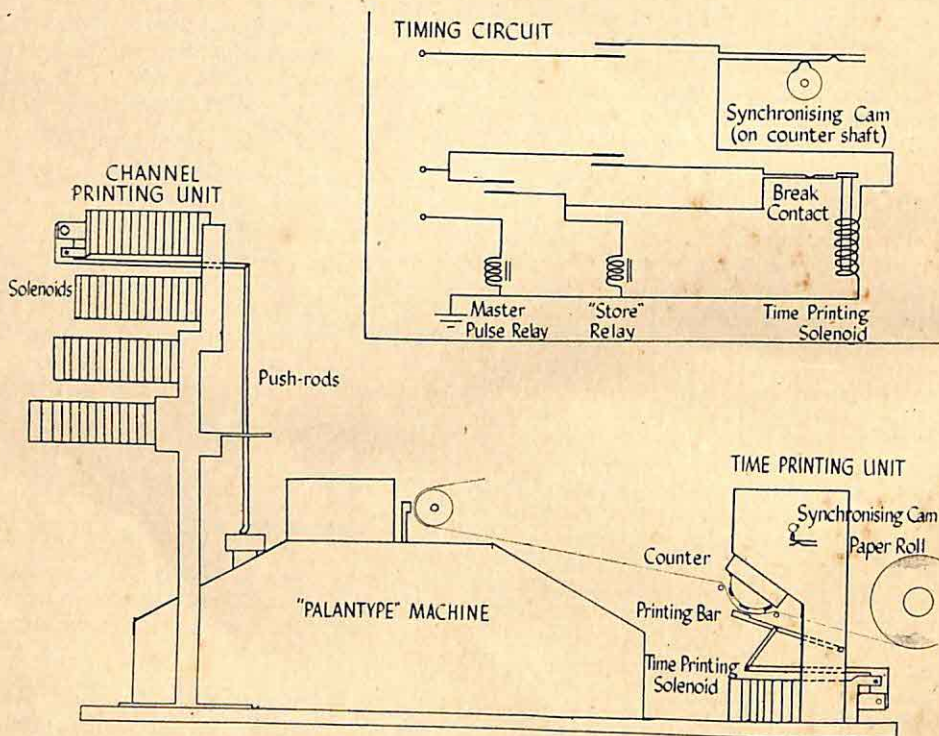 TIMING CIRCUIT
Synchronising Cam
(on counter shaft)
Break
Contact
Master
Pulse Relay
"Store"
Relay
Time Printing
Solenoid
CHANNEL
PRINTING UNIT
Solenoids
Push-rods
"PALANTYPE" MACHINE
TIME PRINTING UNIT
Synchronising Cam
Paper Roll
Counter
Printing Bar
Time Printing
Solenoid